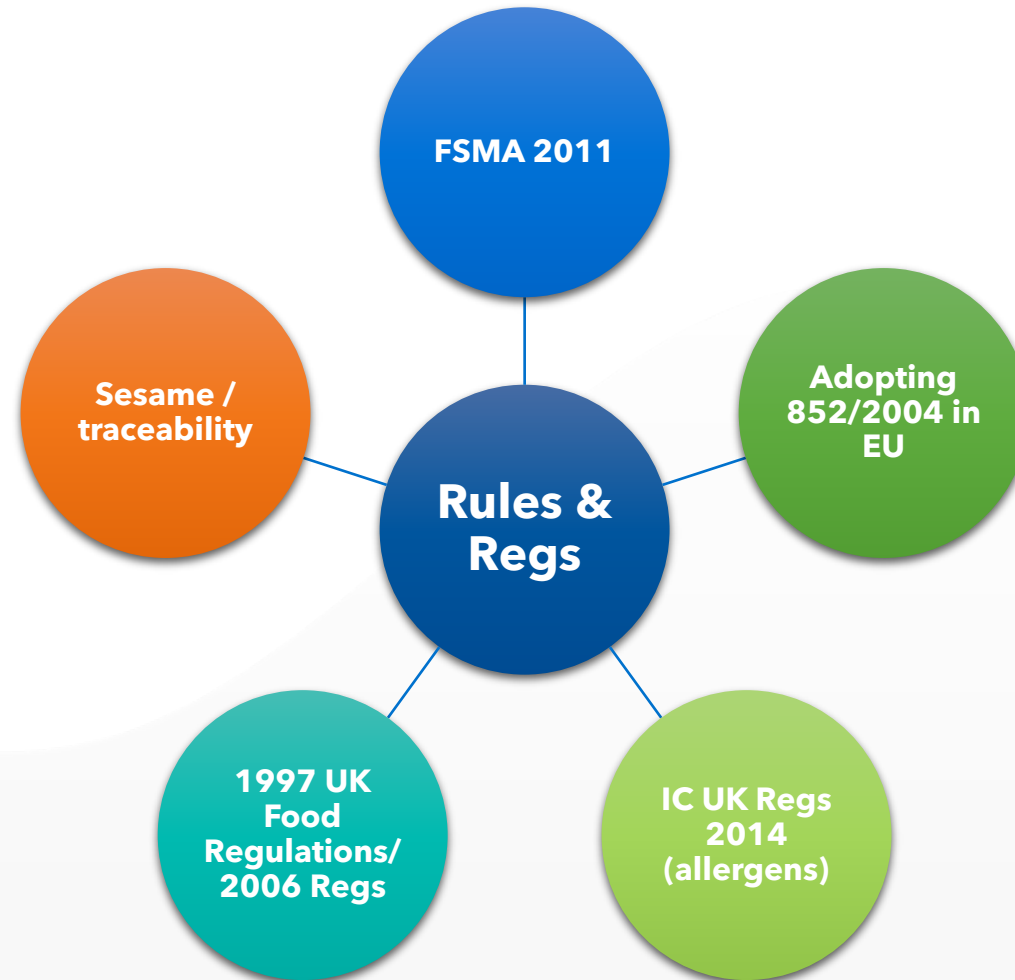 FSMA 2011
Sesame /
traceability
Adopting
852/2004 in
EU
Rules &
Regs
1997 UK
Food
Regulations/
2006 Regs
IC UK Regs
2014
(allergens)